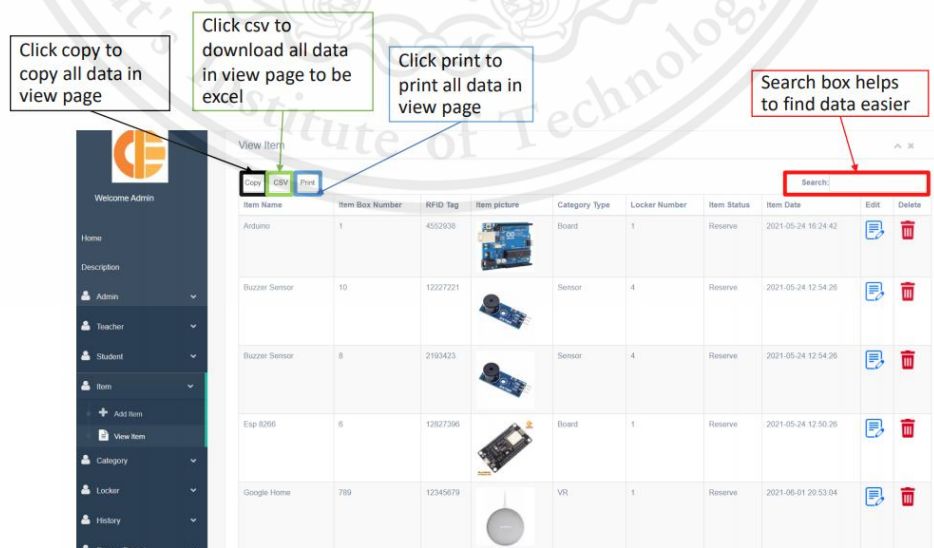 Institute of Technology
Click copy to
copy all data in
view page
Click csv to
download all data
in view page to be
excel
Click print to
print all data in
view page
Search box helps
to find data easier
Welcome Admin
Home
Description
Admin
Teacher
Student
Item
Add Item
View Item
Category
Locker
History
View Item
Copy CSV Print
Search:
Item Name Item Box Number RFID Tag Item picture Category Type Locker Number Item Status Item Date Edit Delete
Arduino 1 4552938 Board 1 Reserve 2021-05-24 16:24:42
Buzzer Sensor 10 12227221 Sensor 4 Reserve 2021-05-24 12:54:26
Buzzer Sensor 8 2193423 Sensor 4 Reserve 2021-05-24 12:54:26
Esp 8266 6 12827396 Board 1 Reserve 2021-05-24 12:50:26
Google Home 789 12345679 VR 1 Reserve 2021-06-01 20:53:04